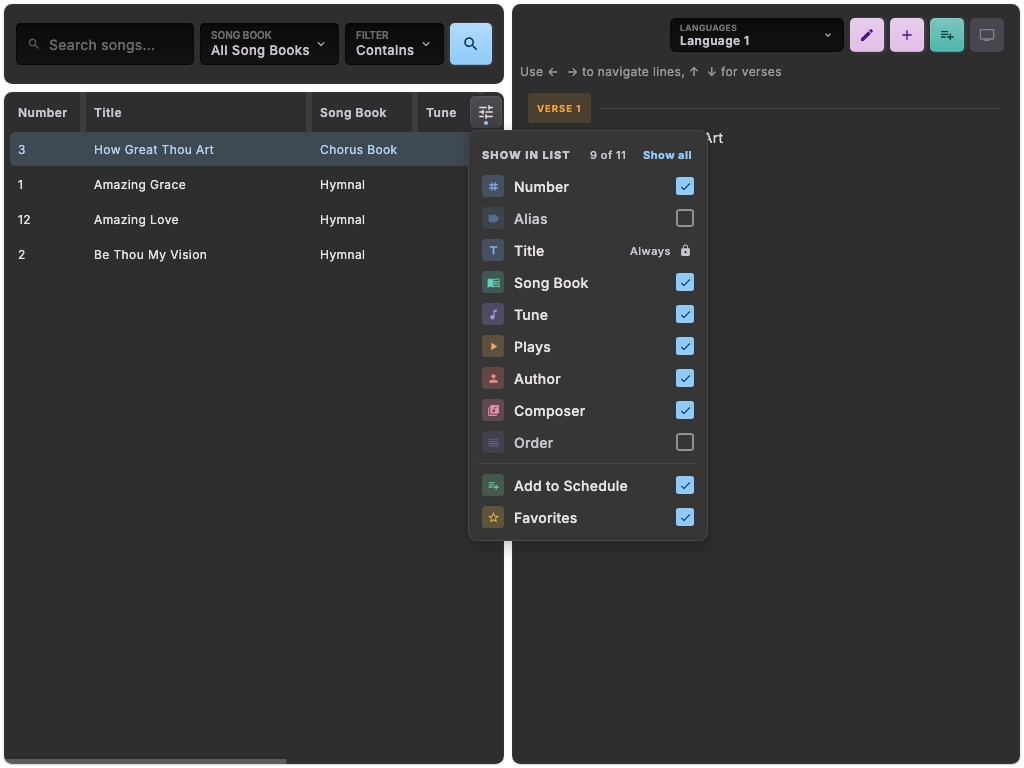 Search songs...
SONG BOOK
All Song Books
FILTER
Contains
LANGUAGES
Language 1
Use ← → to navigate lines, ↑ ↓ for verses
Number Title Song Book Tune
3 How Great Thou Art Chorus Book
1 Amazing Grace Hymnal
12 Amazing Love Hymnal
2 Be Thou My Vision Hymnal
SHOW IN LIST 9 of 11 Show all
Number
Alias
Title Always
Song Book
Tune
Plays
Author
Composer
Order
Add to Schedule
Favorites
VERSE 1
Art